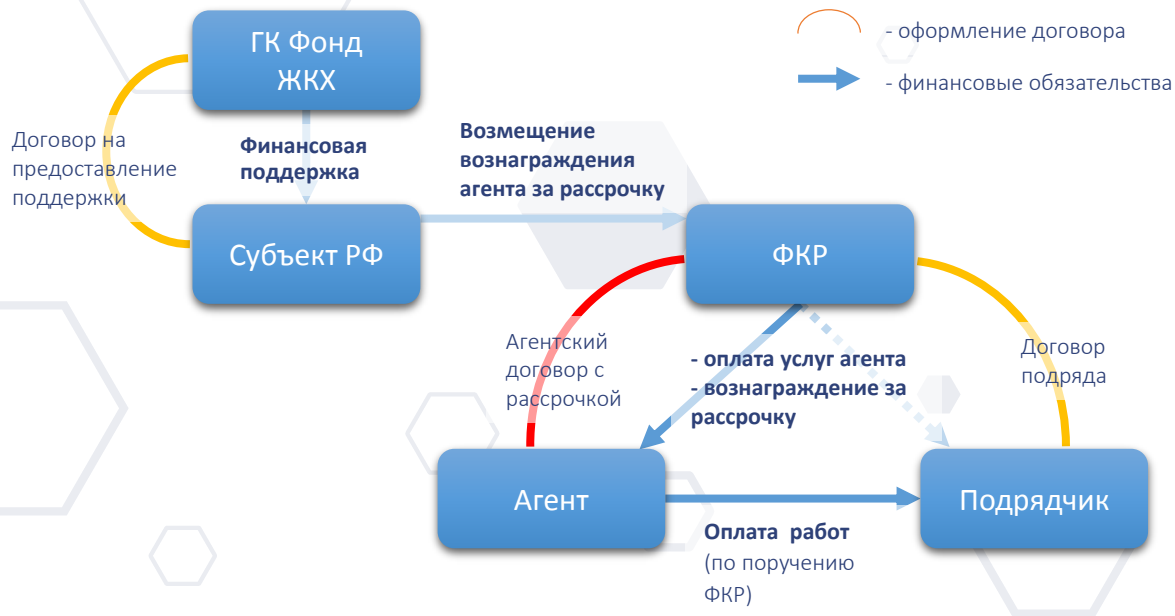 ГК Фонд
ЖКХ
- оформление договора
- финансовые обязательства
Договор на
предоставление
поддержки
Финансовая
поддержка
Возмещение
вознаграждения
агента за рассрочку
Субъект РФ
ФКР
Агентский
договор с
рассрочкой
- оплата услуг агента
- вознаграждение за
рассрочку
Договор
подряда
Агент
Подрядчик
Оплата работ
(по поручению
ФКР)